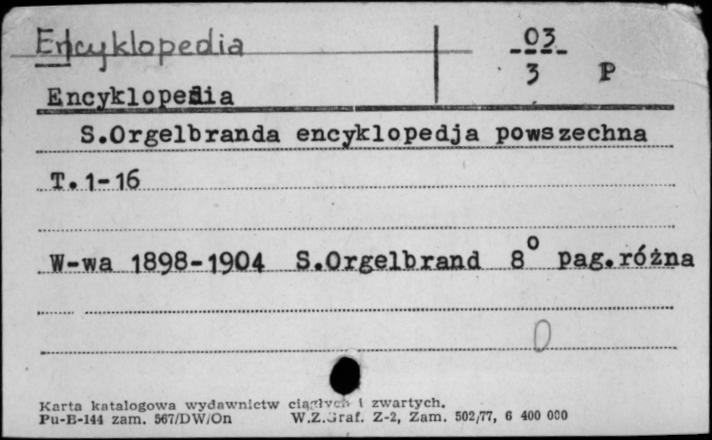 Encyklopedia
03
3 P
Encyklopedia
S.Orgelbranda encyklopedja powszechna
T. 1-16
W-wa 1898-1904 S.Orgelbrand 8° pag.różna
0
Karta katalogowa wydawnictw ciągłych i zwartych.
Pu-B-144 zam. 567/DW/On W.Z.Graf. Z-2, Zam. 502/77, 6 400 000